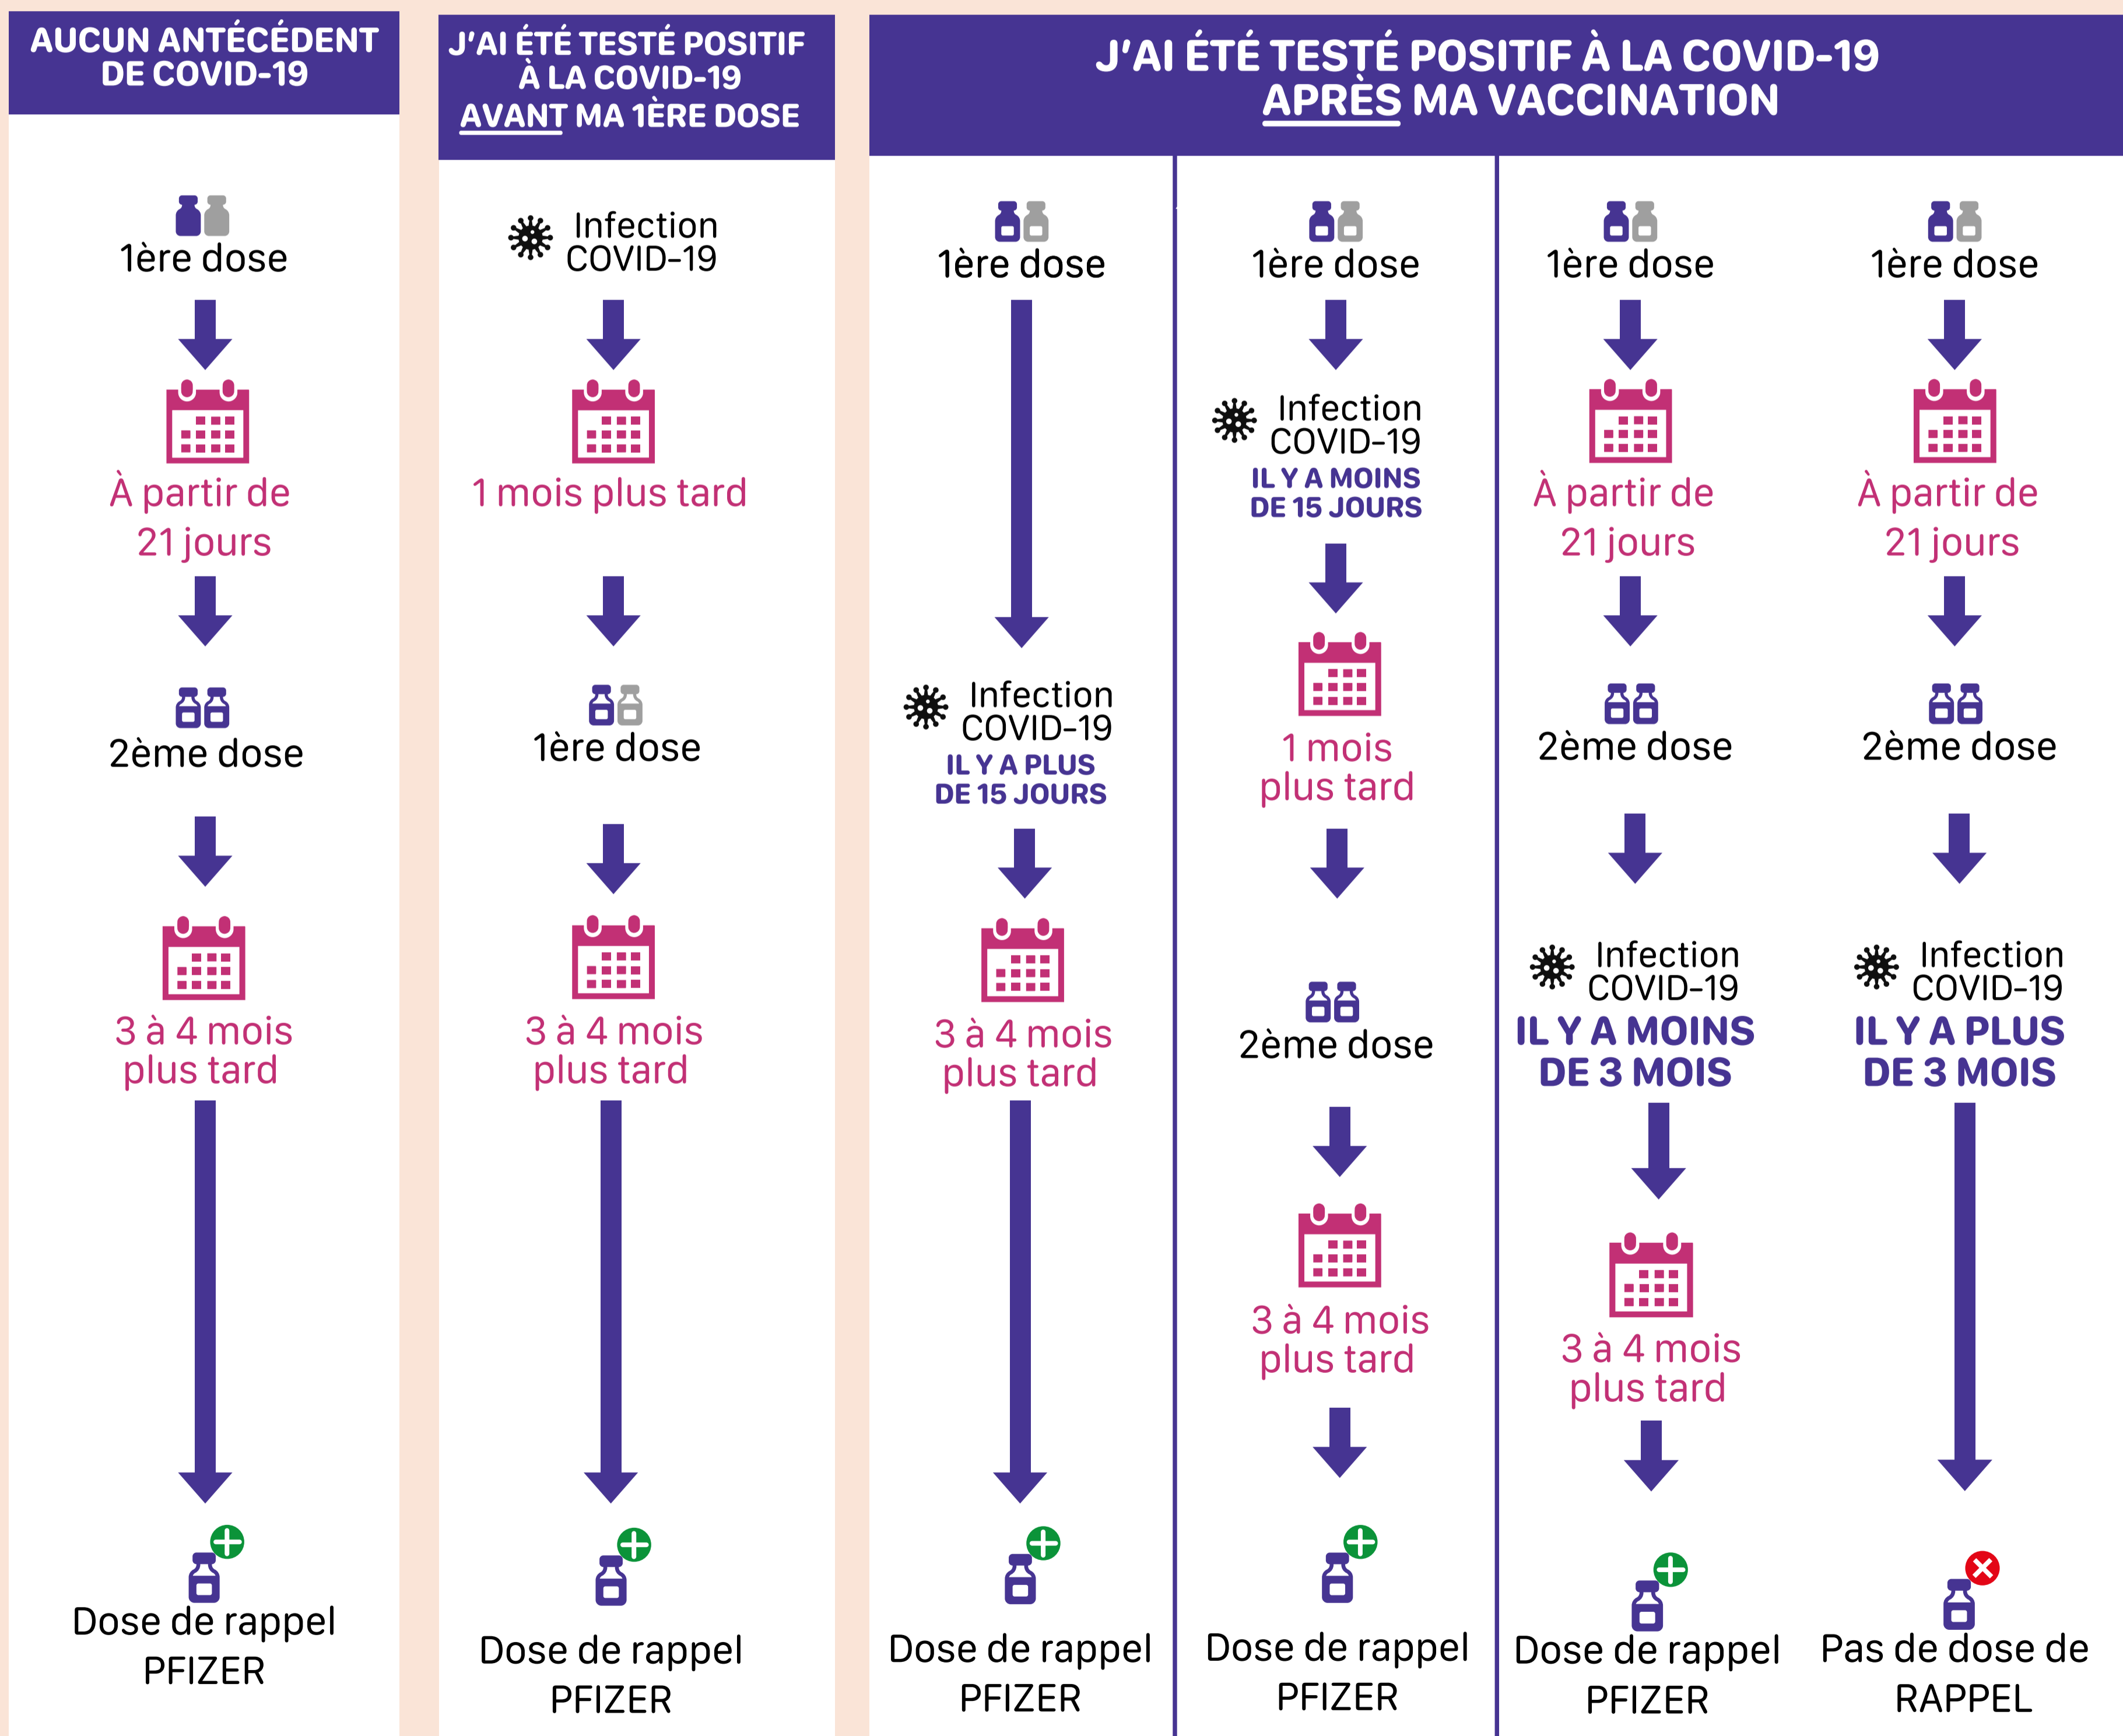 AUCUN ANTÉCÉDENT
DE COVID-19
1ère dose
À partir de
21 jours
2ème dose
3 à 4 mois
plus tard
Dose de rappel
PFIZER
J'AI ÉTÉ TESTÉ POSITIF
À LA COVID-19
AVANT MA 1ÈRE DOSE
Infection
COVID-19
1 mois plus tard
1ère dose
3 à 4 mois
plus tard
Dose de rappel
PFIZER
J'AI ÉTÉ TESTÉ POSITIF À LA COVID-19
APRÈS MA VACCINATION
1ère dose
Infection
COVID-19
IL Y A PLUS
DE 15 JOURS
3 à 4 mois
plus tard
Dose de rappel
PFIZER
1ère dose
Infection
COVID-19
IL Y A MOINS
DE 15 JOURS
1 mois
plus tard
2ème dose
3 à 4 mois
plus tard
Dose de rappel
PFIZER
1ère dose
À partir de
21 jours
2ème dose
Infection
COVID-19
IL Y A MOINS
DE 3 MOIS
3 à 4 mois
plus tard
Dose de rappel
PFIZER
1ère dose
À partir de
21 jours
2ème dose
Infection
COVID-19
IL Y A PLUS
DE 3 MOIS
Pas de dose de
RAPPEL